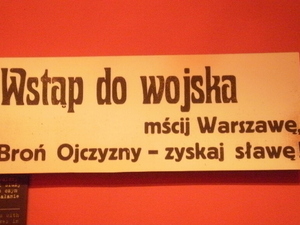 Wstąp do wojska
mścij Warszawę,
Broń Ojczyzny – zyskaj sławę!